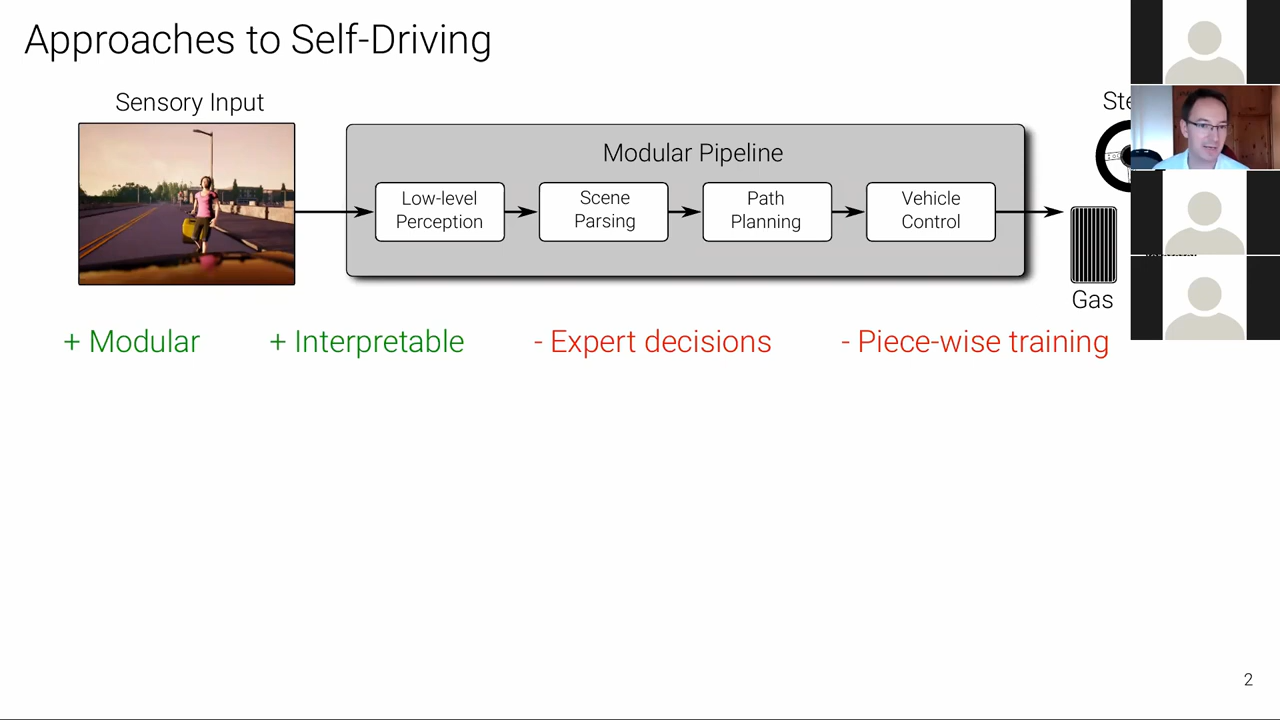 Approaches to Self-Driving
Sensory Input
Ste
Modular Pipeline
Low-level
Perception
Scene
Parsing
Path
Planning
Vehicle
Control
Gas
+ Modular
+ Interpretable
- Expert decisions
- Piece-wise training
2